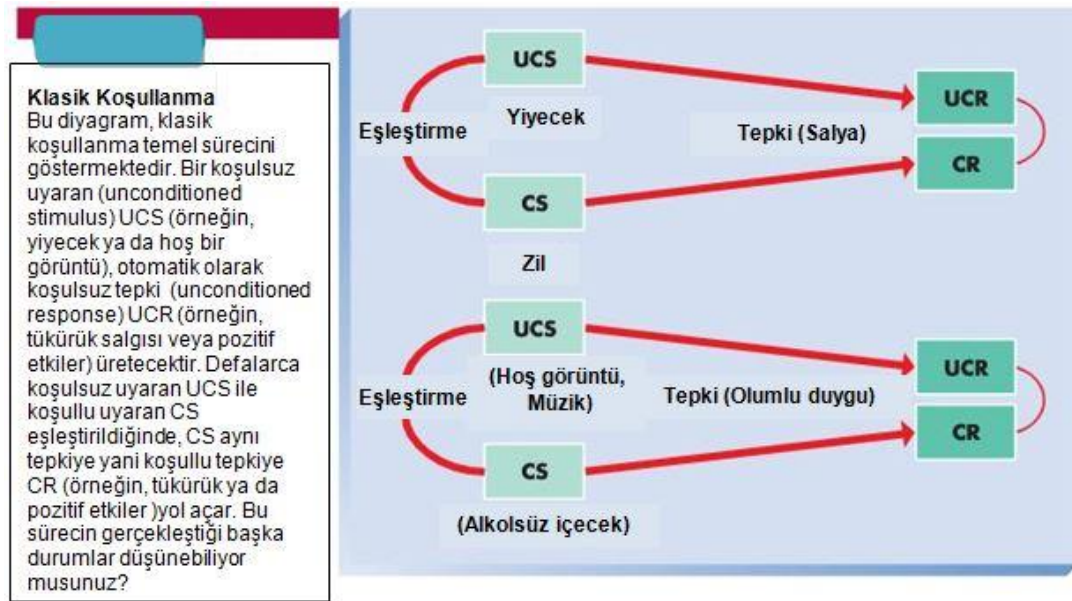 Klasik Koşullanma
Bu diyagram, klasik
koşullanma temel sürecini
göstermektedir. Bir koşulsuz
uyaran (unconditioned
stimulus) UCS (örneğin,
yiyecek ya da hoş bir
görüntü), otomatik olarak
koşulsuz tepki (unconditioned
response) UCR (örneğin,
tükürük salgısı veya pozitif
etkiler) üretecektir. Defalarca
koşulsuz uyaran UCS ile
koşullu uyaran CS
eşleştirildiğinde, CS aynı
tepkiye yani koşullu tepkiye
CR (örneğin, tükürük ya da
pozitif etkiler )yol açar. Bu
sürecin gerçekleştiği başka
durumlar düşünebiliyor
musunuz?
UCS
Yiyecek
UCR
Eşleştirme
Tepki (Salya)
CR
CS
Zil
UCS
(Hoş görüntü,
Müzik)
UCR
Eşleştirme
Tepki (Olumlu duygu)
CR
CS
(Alkolsüz içecek)